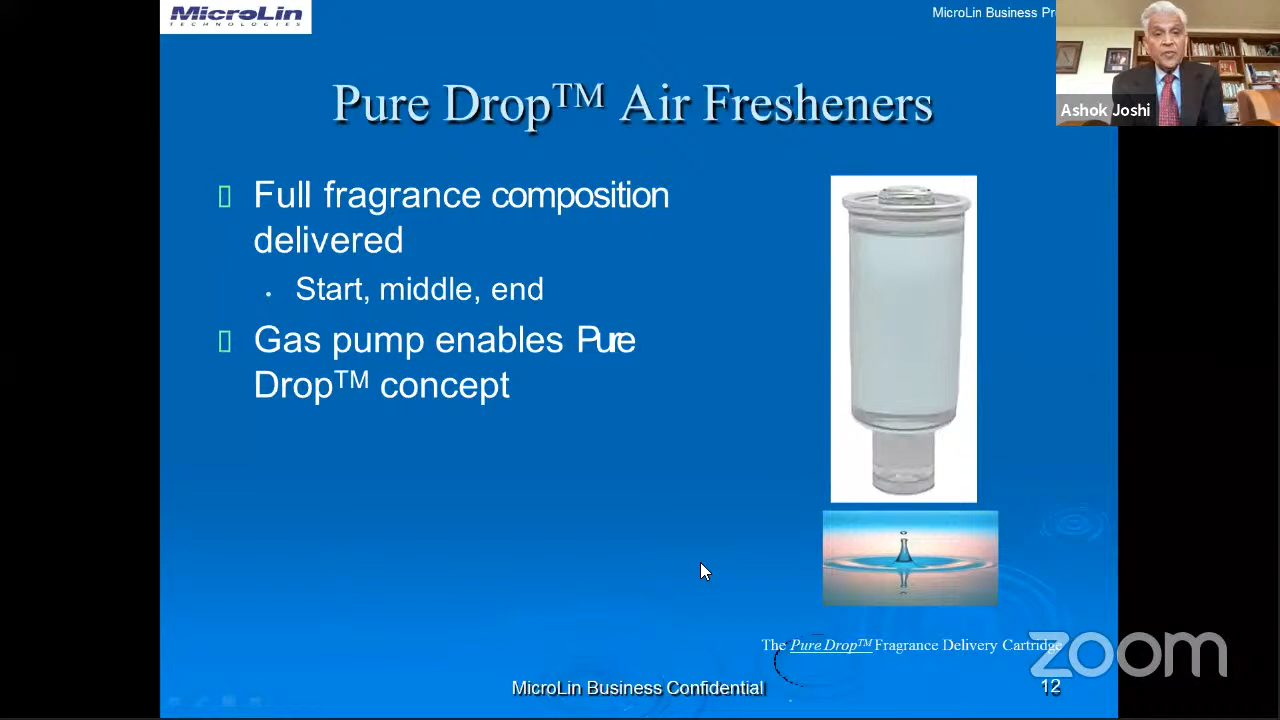 MicroLin
TECHNOLOGIES
MicroLin Business Pr
Ashok Joshi
Pure Drop™ Air Fresheners
Full fragrance composition
delivered
• Start, middle, end
Gas pump enables Pure
Drop™ concept
The Pure Drop™ Fragrance Delivery Cartridge
zoom
MicroLin Business Confidential
12